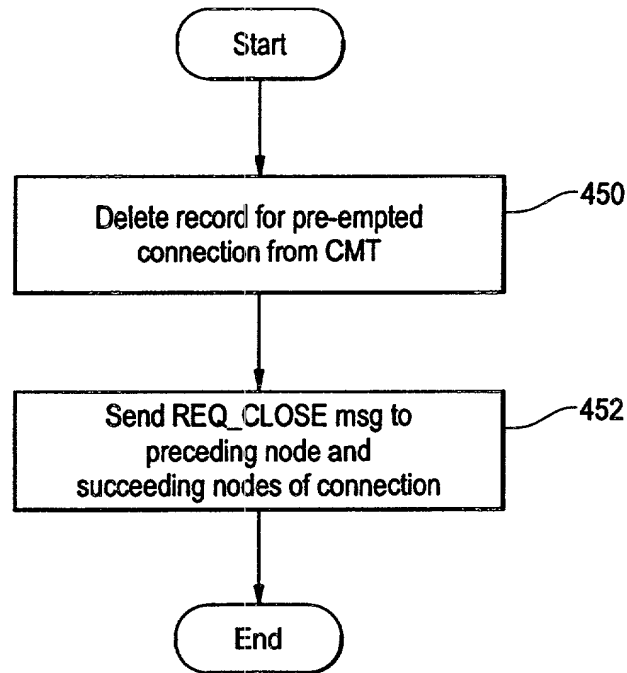 Start
450
Delete record for pre-empted
connection from CMT
452
Send REQ_CLOSE msg to
preceding node and
succeeding nodes of connection
End